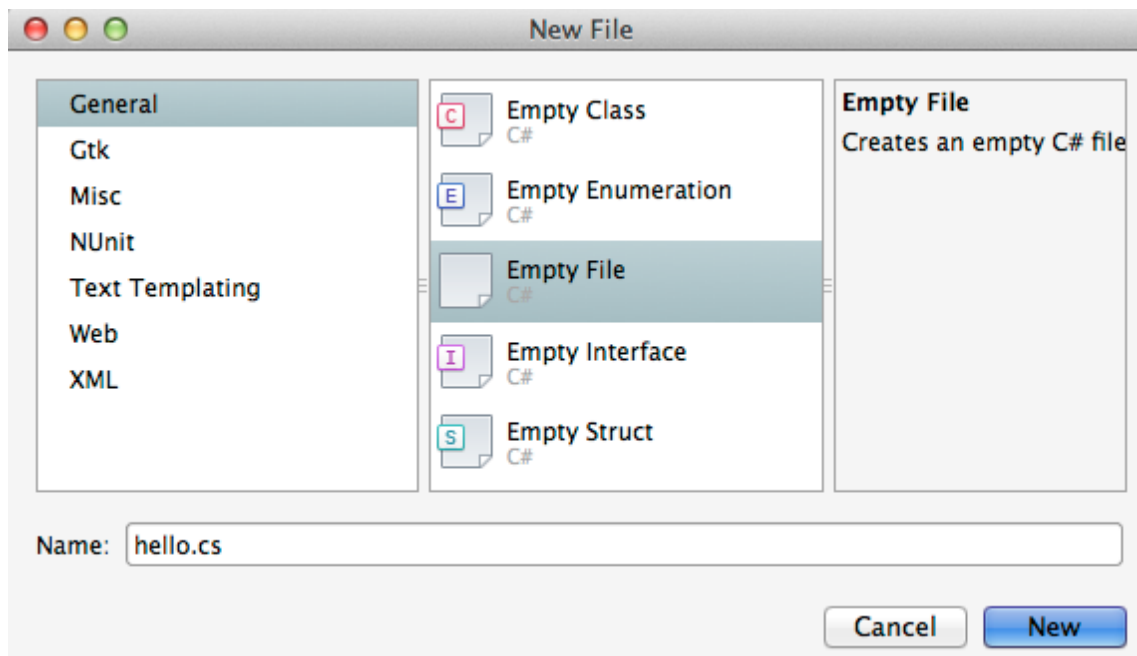 New File
General
Gtk
Misc
NUnit
Text Templating
Web
XML
C
Empty Class
C#
E
Empty Enumeration
C#
Empty File
C#
I
Empty Interface
C#
S
Empty Struct
C#
Empty File
Creates an empty C# file
Name: hello.cs
Cancel New